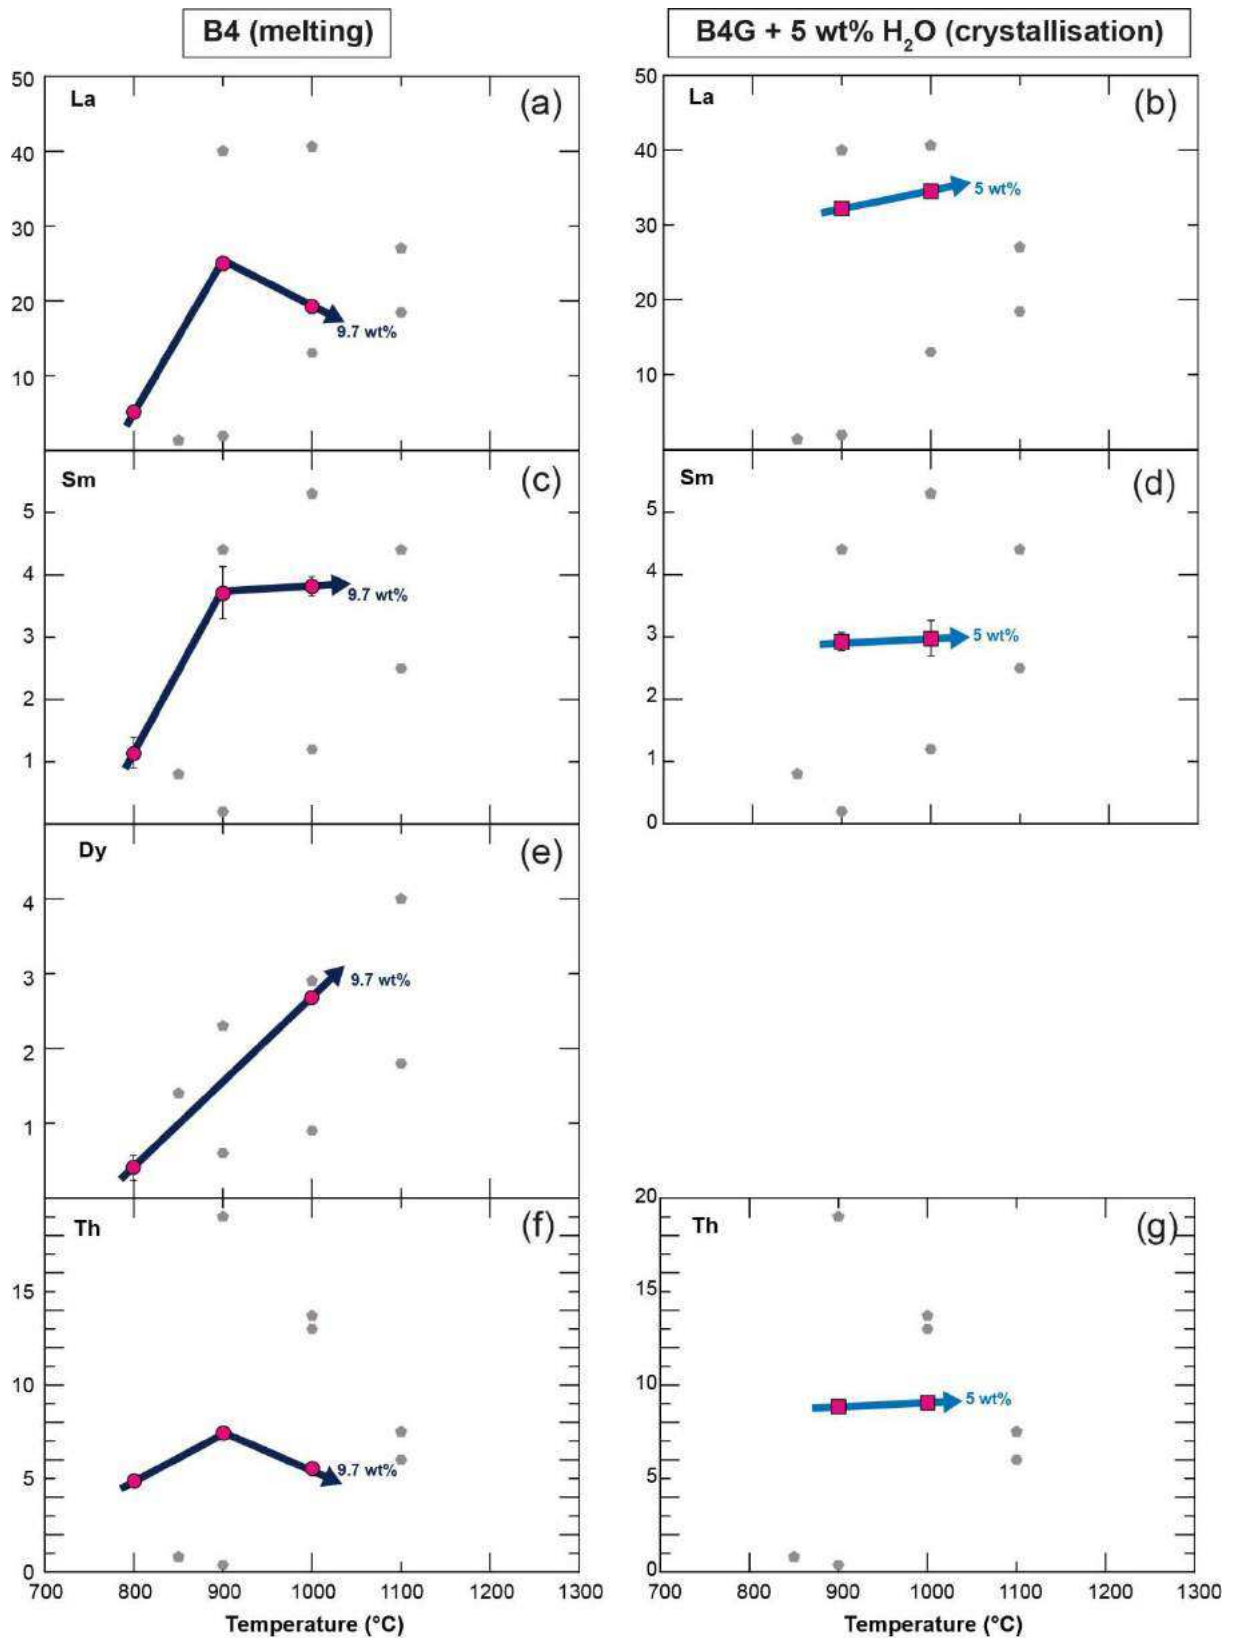 B4 (melting)
B4G + 5 wt% H₂O (crystallisation)
50
La
(a)
40
30
20
10
9.7 wt%
50
La
(b)
40
30
20
10
5 wt%
Sm
(c)
5
4
3
2
1
9.7 wt%
Sm
(d)
5
4
3
2
1
0
5 wt%
Dy
(e)
4
3
2
1
9.7 wt%
Th
(f)
15
10
5
0
9.7 wt%
700 800 900 1000 1100 1200 1300
Temperature (°C)
20
Th
(g)
15
10
5
0
5 wt%
700 800 900 1000 1100 1200 1300
Temperature (°C)